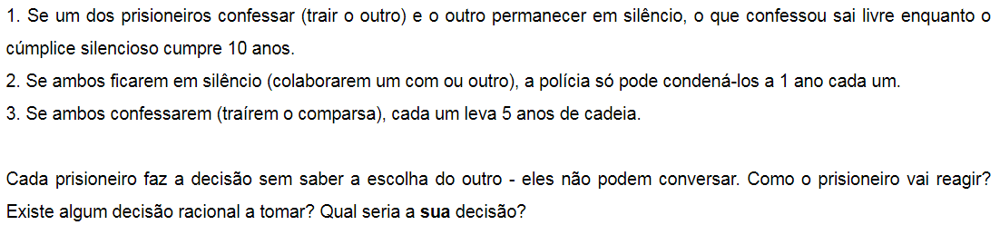 1. Se um dos prisioneiros confessar (trair o outro) e o outro permanecer em silêncio, o que confessou sai livre enquanto o
cúmplice silencioso cumpre 10 anos.
2. Se ambos ficarem em silêncio (colaborarem um com ou outro), a polícia só pode condená-los a 1 ano cada um.
3. Se ambos confessarem (traírem o comparsa), cada um leva 5 anos de cadeia.
Cada prisioneiro faz a decisão sem saber a escolha do outro - eles não podem conversar. Como o prisioneiro vai reagir?
Existe algum decisão racional a tomar? Qual seria a sua decisão?